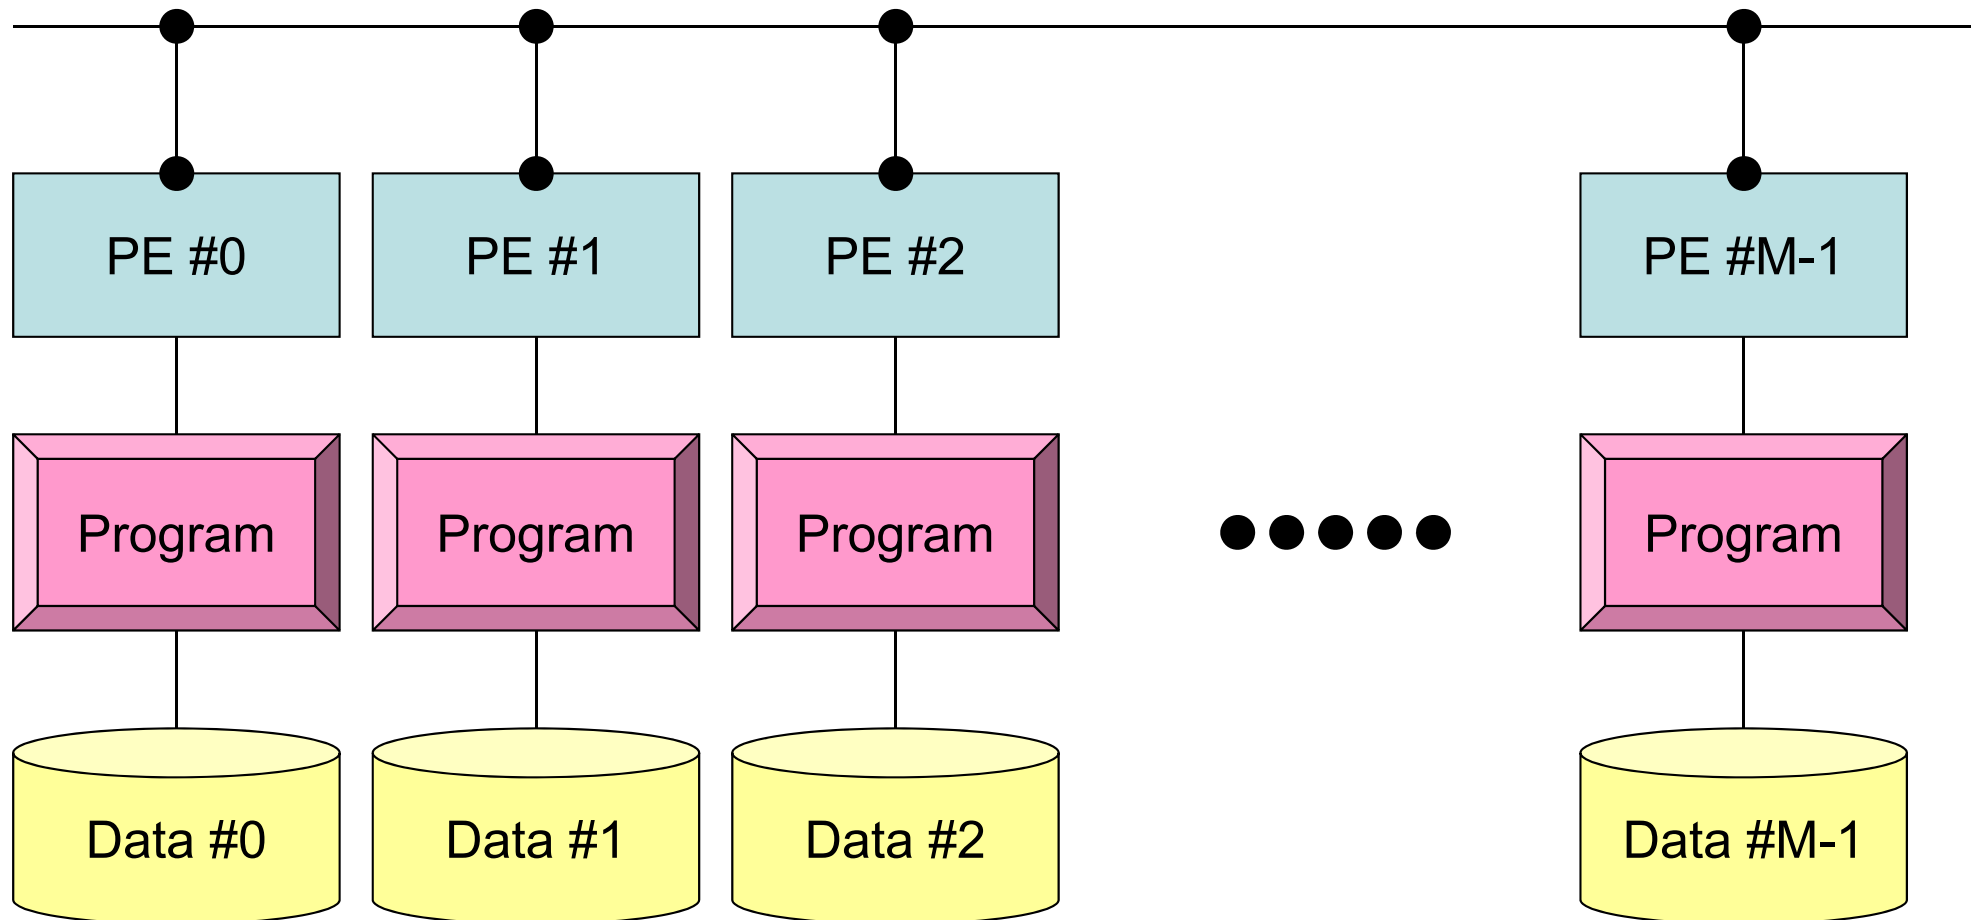 PE #0
PE #1
PE #2
PE #M-1
Program
Program
Program
Program
Data #0
Data #1
Data #2
Data #M-1